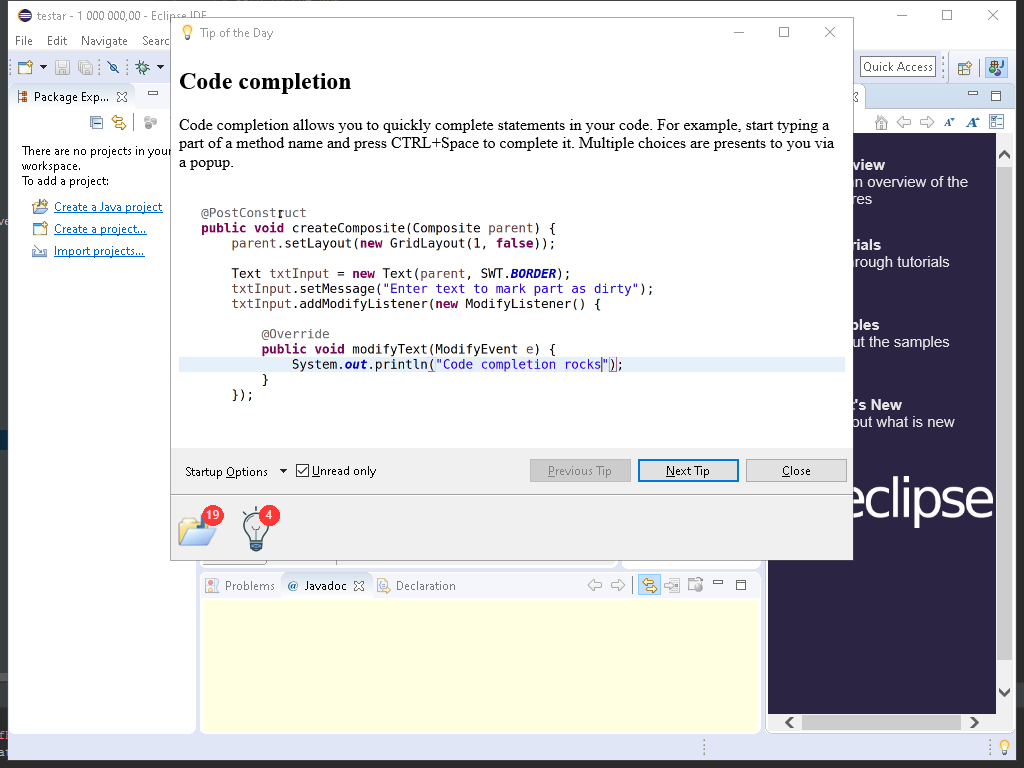 testar - 1 000 000,00 - Eclipse IDE
File Edit Navigate Searc
Tip of the Day
Quick Access
Package Exp...
There are no projects in your
workspace.
To add a project:
Create a Java project
Create a project...
Import projects...
Code completion
Code completion allows you to quickly complete statements in your code. For example, start typing a
part of a method name and press CTRL+Space to complete it. Multiple choices are presents to you via
a popup.
@PostConstruct
public void createComposite(Composite parent) {
parent.setLayout(new GridLayout(1, false));
Text txtInput = new Text(parent, SWT.BORDER);
txtInput.setMessage("Enter text to mark part as dirty");
txtInput.addModifyListener(new ModifyListener() {
@Override
public void modifyText(ModifyEvent e) {
System.out.println("Code completion rocks");
}
});
Startup Options
Unread only
Previous Tip
Next Tip
Close
19
4
view
n overview of the
res
rials
rough tutorials
ples
ut the samples
t's New
out what is new
eclipse
Problems
@ Javadoc
Declaration